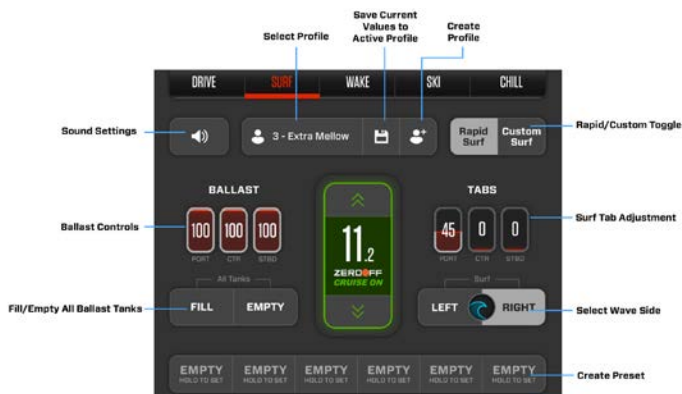 Save Current
Values to
Active Profile
Select Profile
Create
Profile
DRIVE SURF WAKE SKI CHILL
Sound Settings
3 - Extra Mellow
Rapid
Surf
Custom
Surf
Rapid/Custom Toggle
BALLAST
TABS
Ballast Controls
100 100 100
PORT CTR STBD
11.2
ZEROOFF
CRUISE ON
45 0 0
PORT CTR STBD
Surf Tab Adjustment
All Tanks
Surf
Fill/Empty All Ballast Tanks
FILL EMPTY
LEFT RIGHT
Select Wave Side
EMPTY EMPTY EMPTY EMPTY EMPTY EMPTY
HOLD TO SET HOLD TO SET HOLD TO SET HOLD TO SET HOLD TO SET HOLD TO SET
Create Preset